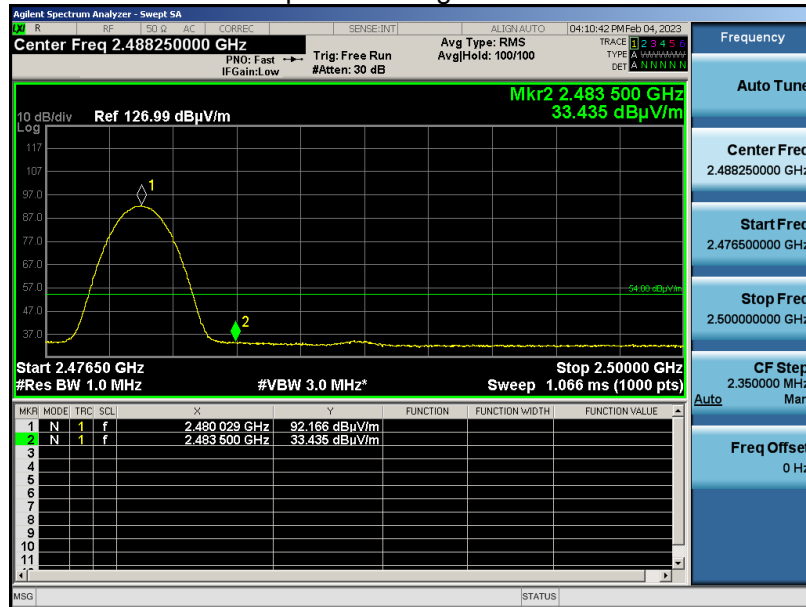 Agilent Spectrum Analyzer - Swept SA
LXI R RF 50 Ω AC CORREC SENSE:INT ALIGN AUTO 04:10:42 PM Feb 04, 2023
Center Freq 2.488250000 GHz
PNO: Fast
IFGain:Low
Trig: Free Run
#Atten: 30 dB
Avg Type: RMS
Avg|Hold: 100/100
TRACE 1 2 3 4 5 6
TYPE A WWWWW
DET A N N N N N
Mkr2 2.483 500 GHz
33.435 dBµV/m
10 dB/div Ref 126.99 dBµV/m
Log
117
107
97.0
87.0
77.0
67.0
57.0
47.0
37.0
1
2
54.00 dBµV/m
Start 2.47650 GHz Stop 2.50000 GHz
#Res BW 1.0 MHz #VBW 3.0 MHz* Sweep 1.066 ms (1000 pts)
MKR MODE TRC SCL X Y FUNCTION FUNCTION WIDTH FUNCTION VALUE
1 N 1 f 2.480 029 GHz 92.166 dBµV/m
2 N 1 f 2.483 500 GHz 33.435 dBµV/m
3
4
5
6
7
8
9
10
11
MSG STATUS
Frequency
Auto Tune
Center Freq
2.488250000 GHz
Start Freq
2.476500000 GHz
Stop Freq
2.500000000 GHz
CF Step
2.350000 MHz
Auto Man
Freq Offset
0 Hz